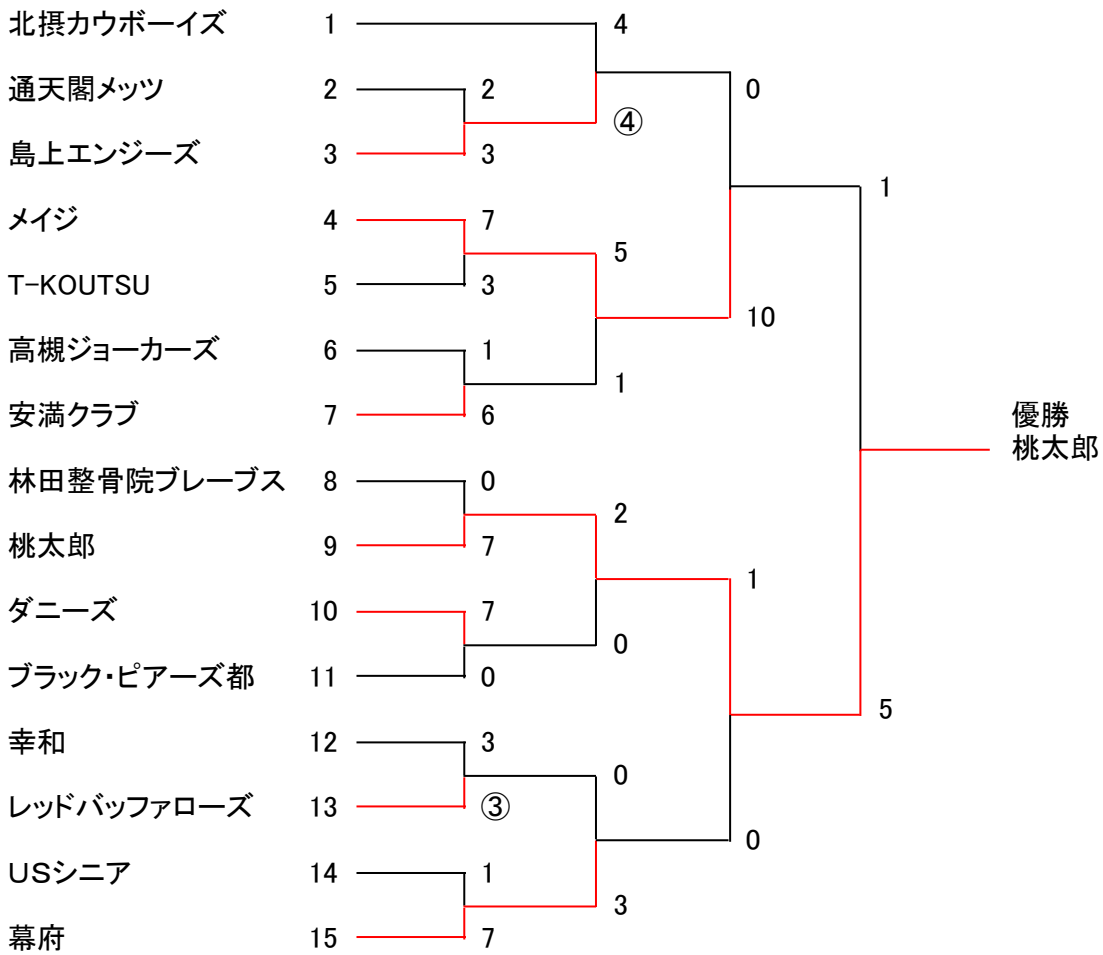 北摂カウボーイズ 1 4
通天閣メッツ 2 2 0
④
島上エンジーズ 3 3
1
メイジ 4 7
5
T-KOUTSU 5 3
10
高槻ジョーカーズ 6 1
1
安満クラブ 7 6
優勝
桃太郎
林田整骨院ブレーブス 8 0
2
桃太郎 9 7
1
ダニーズ 10 7
0
ブラック・ピアーズ都 11 0
5
幸和 12 3
0
レッドバッファローズ 13 ③
0
USシニア 14 1
3
幕府 15 7